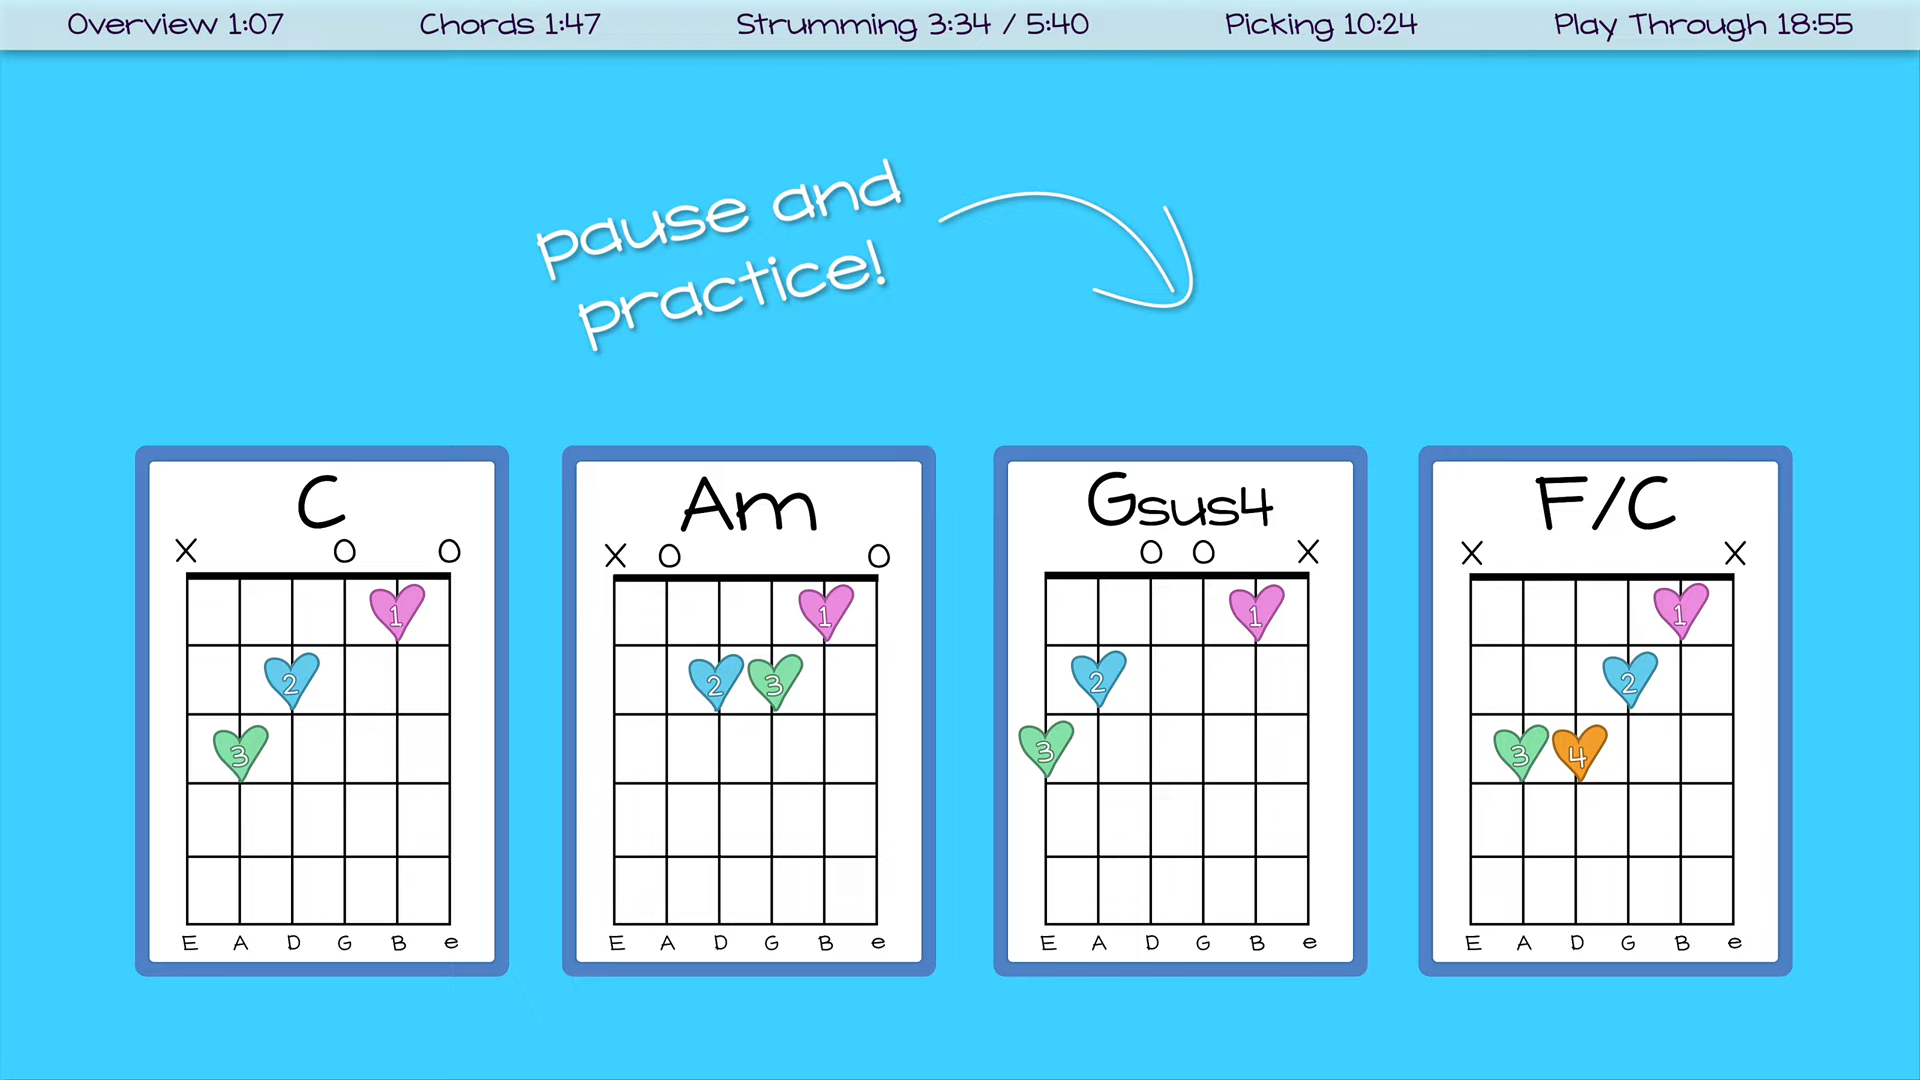 Overview 1:07 Chords 1:47 Strumming 3:34 / 5:40 Picking 10:24 Play Through 18:55
pause and
practice!
C
X O O
1
2
3
E A D G B e
Am
X O O
1
2 3
E A D G B e
Gsus4
O O X
1
2
3
E A D G B e
F/C
X X
1
2
3 4
E A D G B e